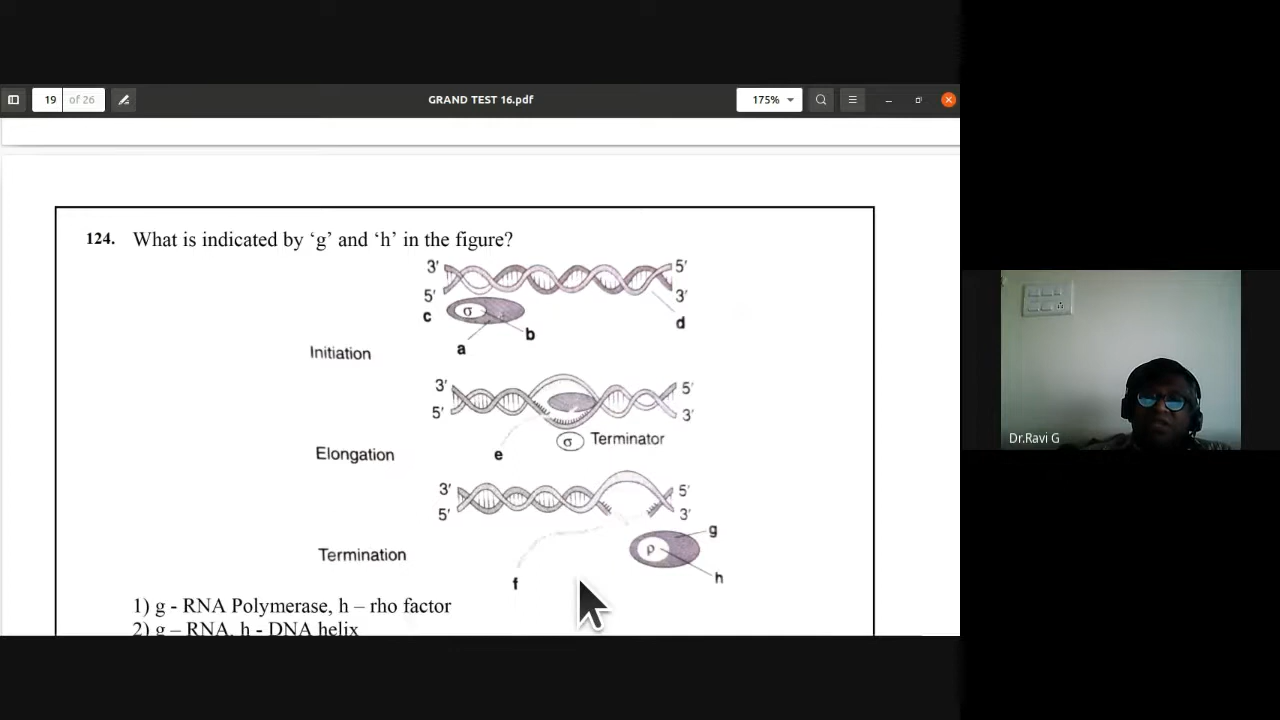 19 of 26
GRAND TEST 16.pdf
175%
124. What is indicated by ‘g’ and ‘h’ in the figure?
3' 5'
5' 3'
c σ d
a b
Initiation
3' 5'
5' 3'
σ Terminator
e
Elongation
3' 5'
5' 3'
g
ρ
Termination
h
f
1) g - RNA Polymerase, h – rho factor
2) g – RNA, h - DNA helix
Dr.Ravi G